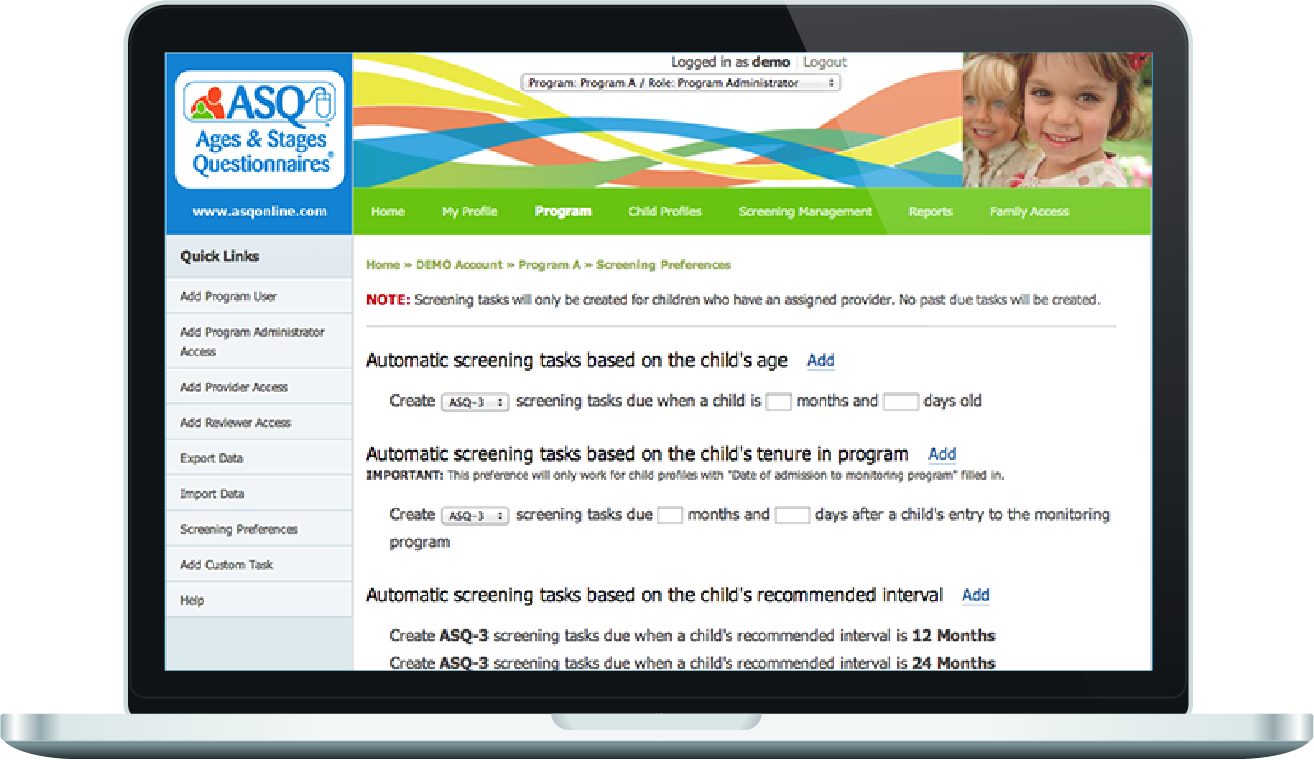 Logged in as demo | Logout
Program: Program A / Role: Program Administrator
ASQ
Ages & Stages
Questionnaires®
www.asqonline.com
Home My Profile Program Child Profiles Screening Management Reports Family Access
Quick Links
Add Program User
Add Program Administrator
Access
Add Provider Access
Add Reviewer Access
Export Data
Import Data
Screening Preferences
Add Custom Task
Help
Home » DEMO Account » Program A » Screening Preferences
NOTE: Screening tasks will only be created for children who have an assigned provider. No past due tasks will be created.
Automatic screening tasks based on the child's age Add
Create ASQ-3 screening tasks due when a child is months and days old
Automatic screening tasks based on the child's tenure in program Add
IMPORTANT: This preference will only work for child profiles with "Date of admission to monitoring program" filled in.
Create ASQ-3 screening tasks due months and days after a child's entry to the monitoring
program
Automatic screening tasks based on the child's recommended interval Add
Create ASQ-3 screening tasks due when a child's recommended interval is 12 Months
Create ASQ-3 screening tasks due when a child's recommended interval is 24 Months